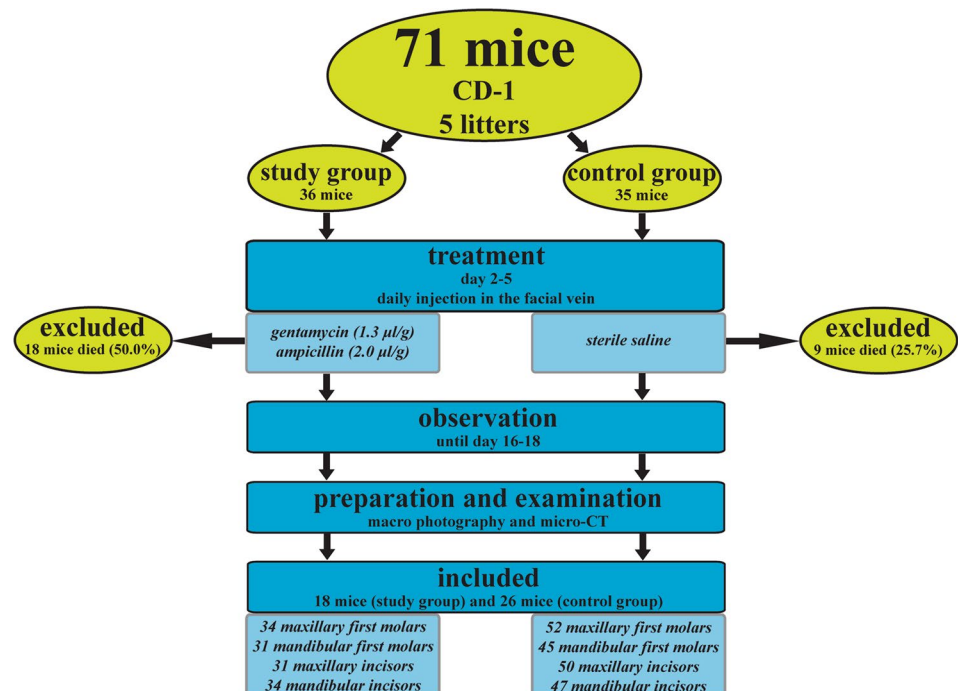 71 mice
CD-1
5 litters
study group
36 mice
control group
35 mice
treatment
day 2-5
daily injection in the facial vein
excluded
18 mice died (50.0%)
gentamycin (1.3 µl/g)
ampicillin (2.0 µl/g)
sterile saline
excluded
9 mice died (25.7%)
observation
until day 16-18
preparation and examination
macro photography and micro-CT
included
18 mice (study group) and 26 mice (control group)
34 maxillary first molars
31 mandibular first molars
31 maxillary incisors
34 mandibular incisors
52 maxillary first molars
45 mandibular first molars
50 maxillary incisors
47 mandibular incisors